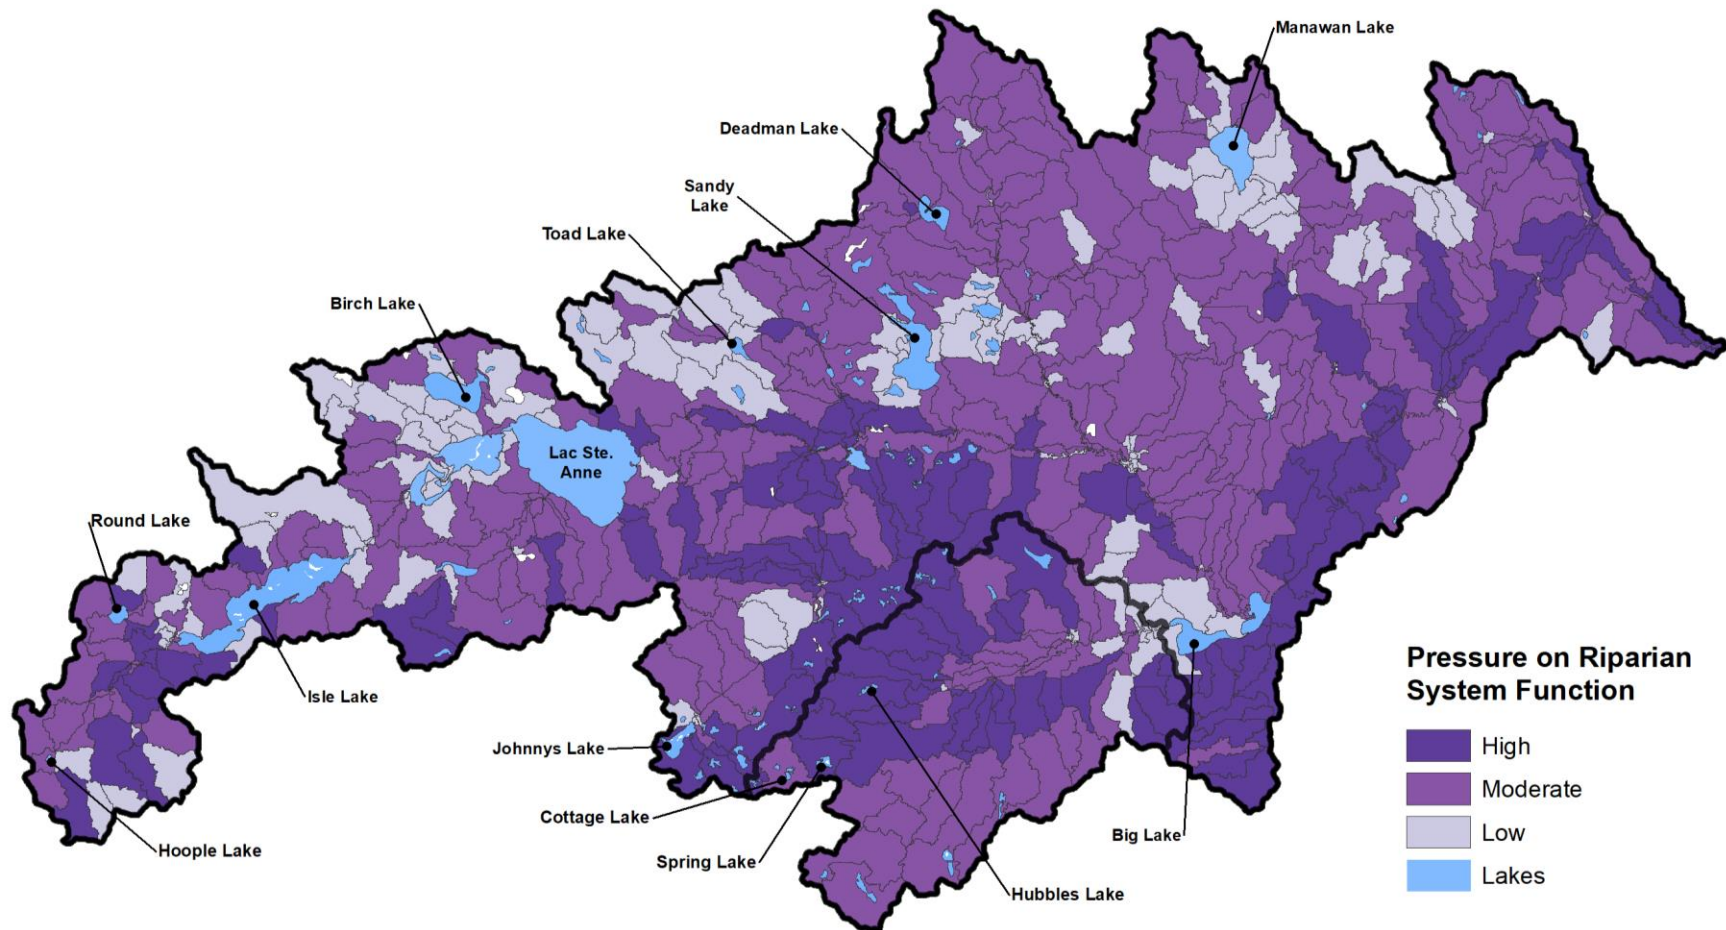 Manawan Lake
Deadman Lake
Sandy
Lake
Toad Lake
Birch Lake
Lac Ste.
Anne
Round Lake
Isle Lake
Johnnys Lake
Cottage Lake
Spring Lake
Hoople Lake
Big Lake
Hubbles Lake
Pressure on Riparian
System Function
High
Moderate
Low
Lakes